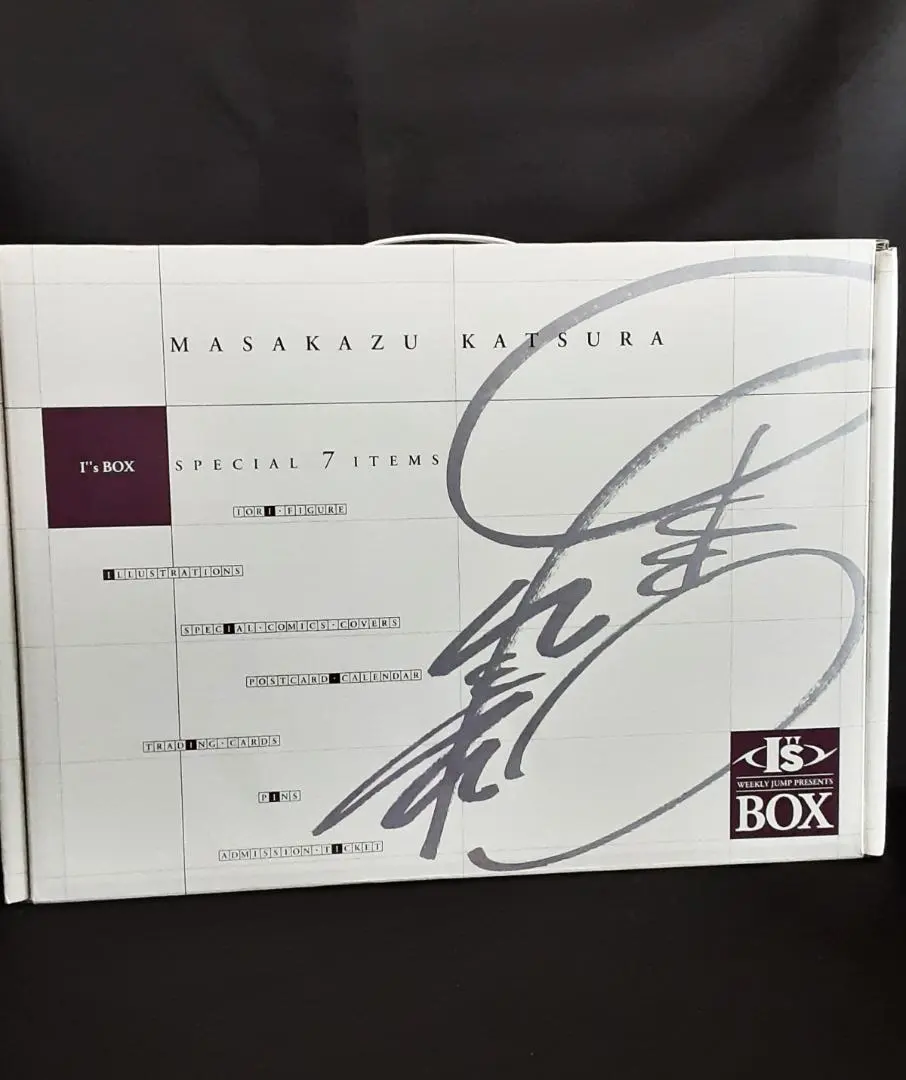 MASAKAZU KATSURA
I"s BOX
SPECIAL 7 ITEMS
IORI・FIGURE
ILLUSTRATIONS
SPECIAL・COMICS・COVERS
POSTCARD・CALENDAR
TRADING・CARDS
PINS
ADMISSION・TICKET
I"s
WEEKLY JUMP PRESENTS
BOX